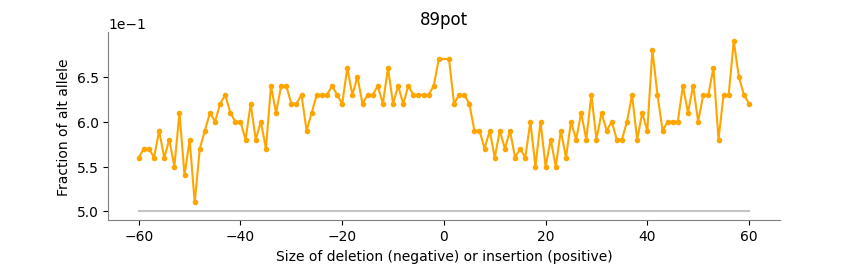 89pot
1e−1
Fraction of alt allele
6.5
6.0
5.5
5.0
−60 −40 −20 0 20 40 60
Size of deletion (negative) or insertion (positive)